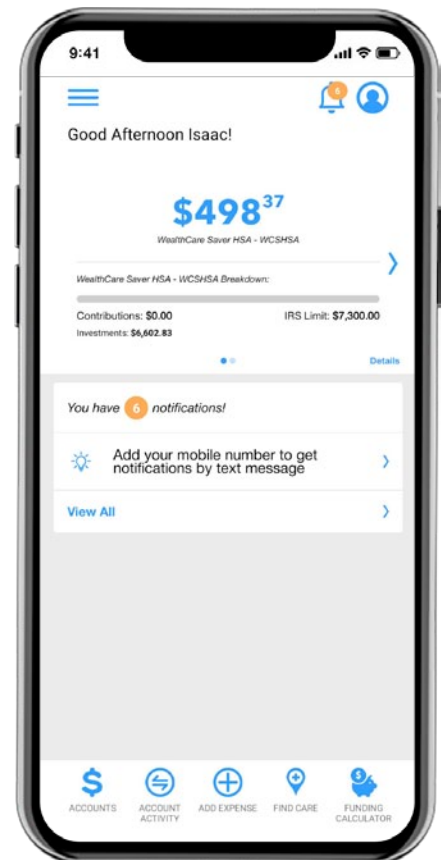 9:41
6
Good Afternoon Isaac!
$498 37
WealthCare Saver HSA - WCSHSA
WealthCare Saver HSA - WCSHSA Breakdown:
Contributions: $0.00 IRS Limit: $7,300.00
Investments: $6,602.83
Details
You have 6 notifications!
Add your mobile number to get
notifications by text message
View All
$
ACCOUNTS
ACCOUNT
ACTIVITY
ADD EXPENSE
FIND CARE
$
FUNDING
CALCULATOR